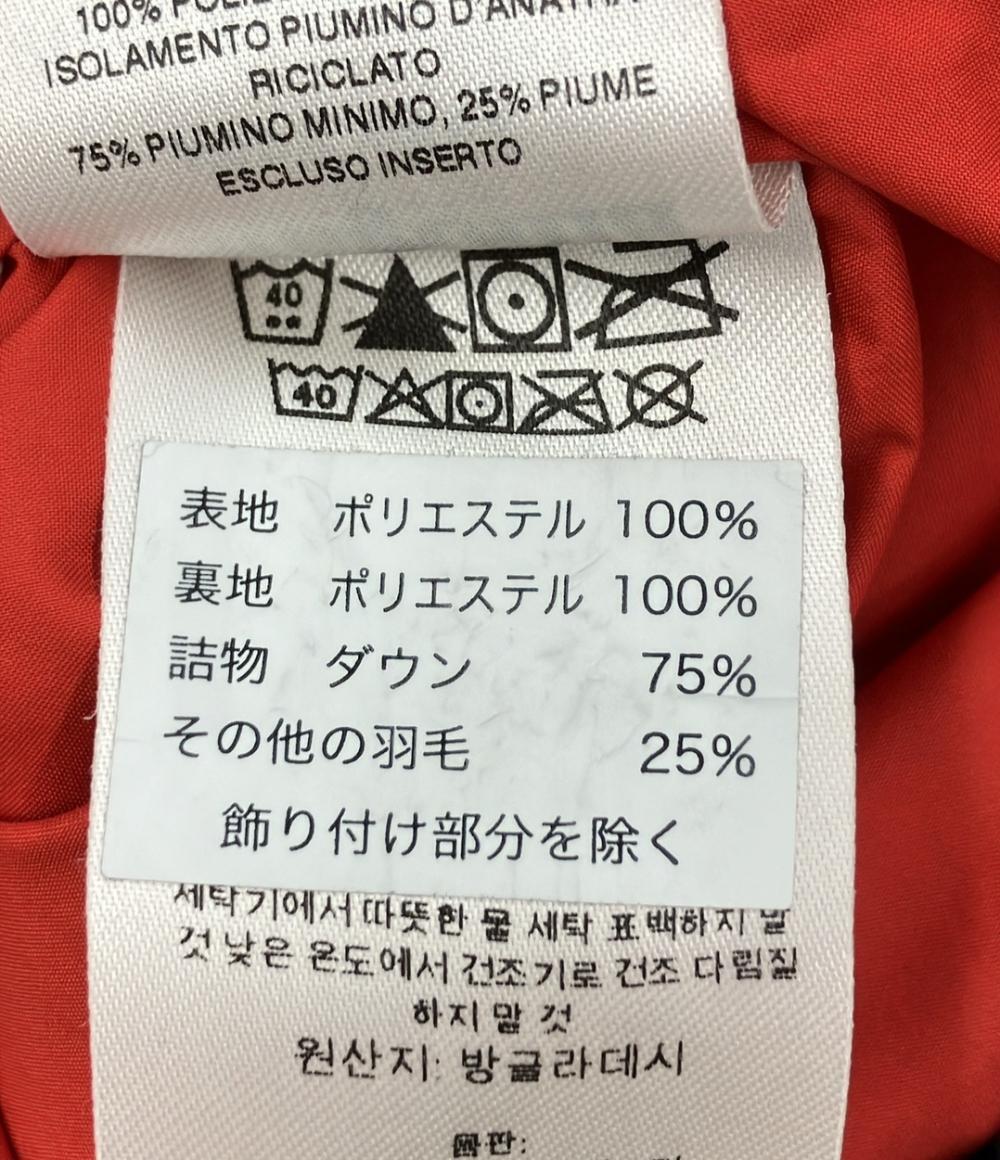 100%
ISOLAMENTO PIUMINO D'ANATRA
RICICLATO
75% PIUMINO MINIMO, 25% PIUME
ESCLUSO INSERTO
40
40
表地 ポリエステル 100%
裏地 ポリエステル 100%
詰物 ダウン 75%
その他の羽毛 25%
飾り付け部分を除く
세탁기에서 따뜻한 물 세탁 표백하지 말
것 낮은 온도에서 건조기로 건조 다림질
하지 말 것
원산지: 방글라데시